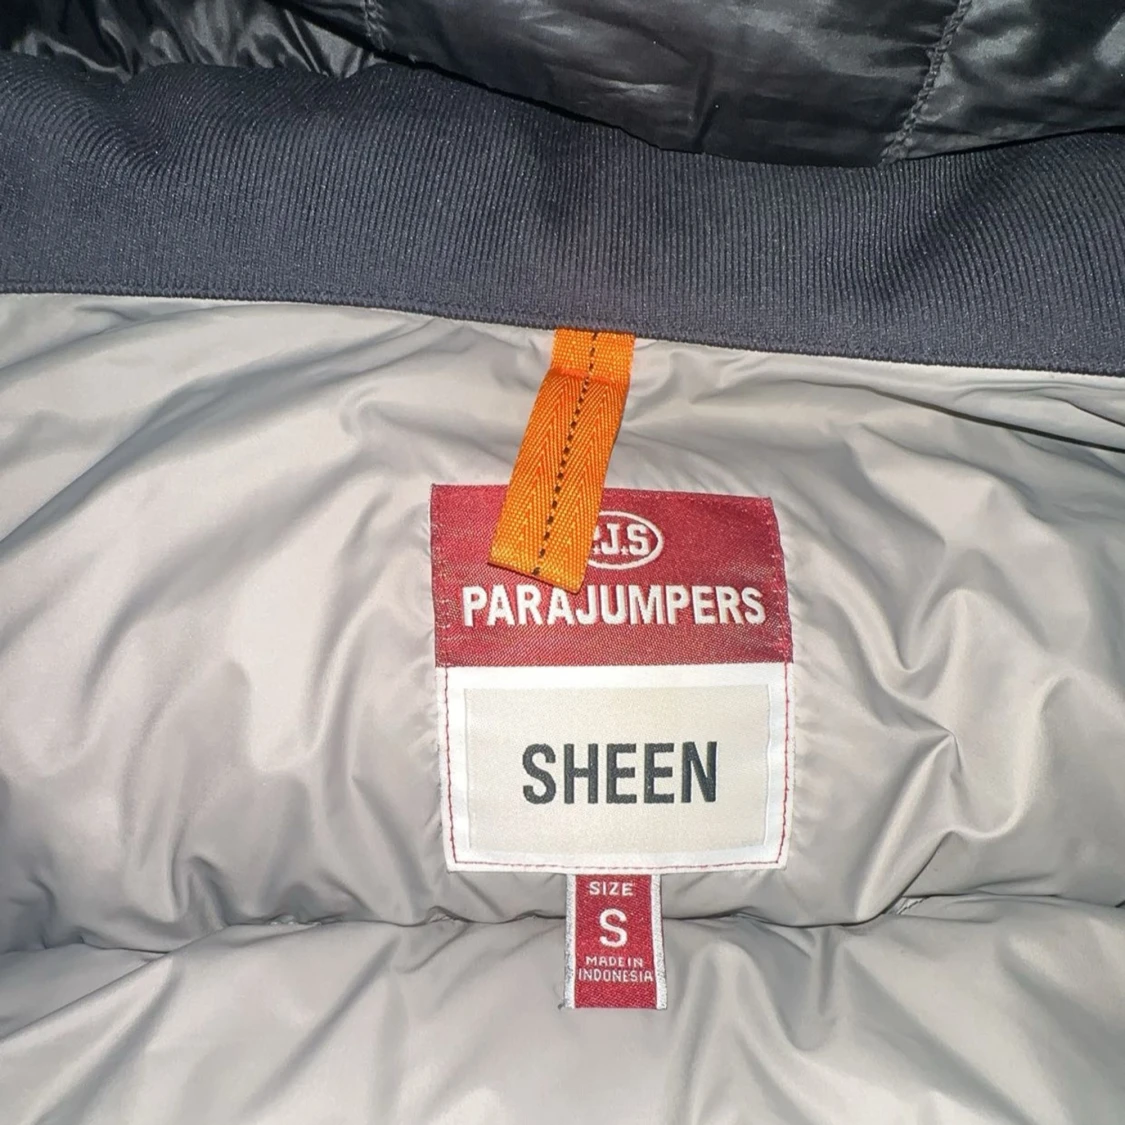 P.J.S
PARAJUMPERS
SHEEN
SIZE
S
MADE IN
INDONESIA